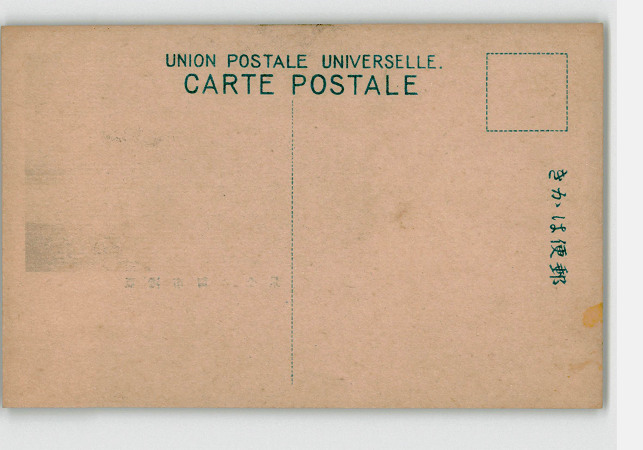 UNION POSTALE UNIVERSELLE.
CARTE POSTALE
きかは便郵